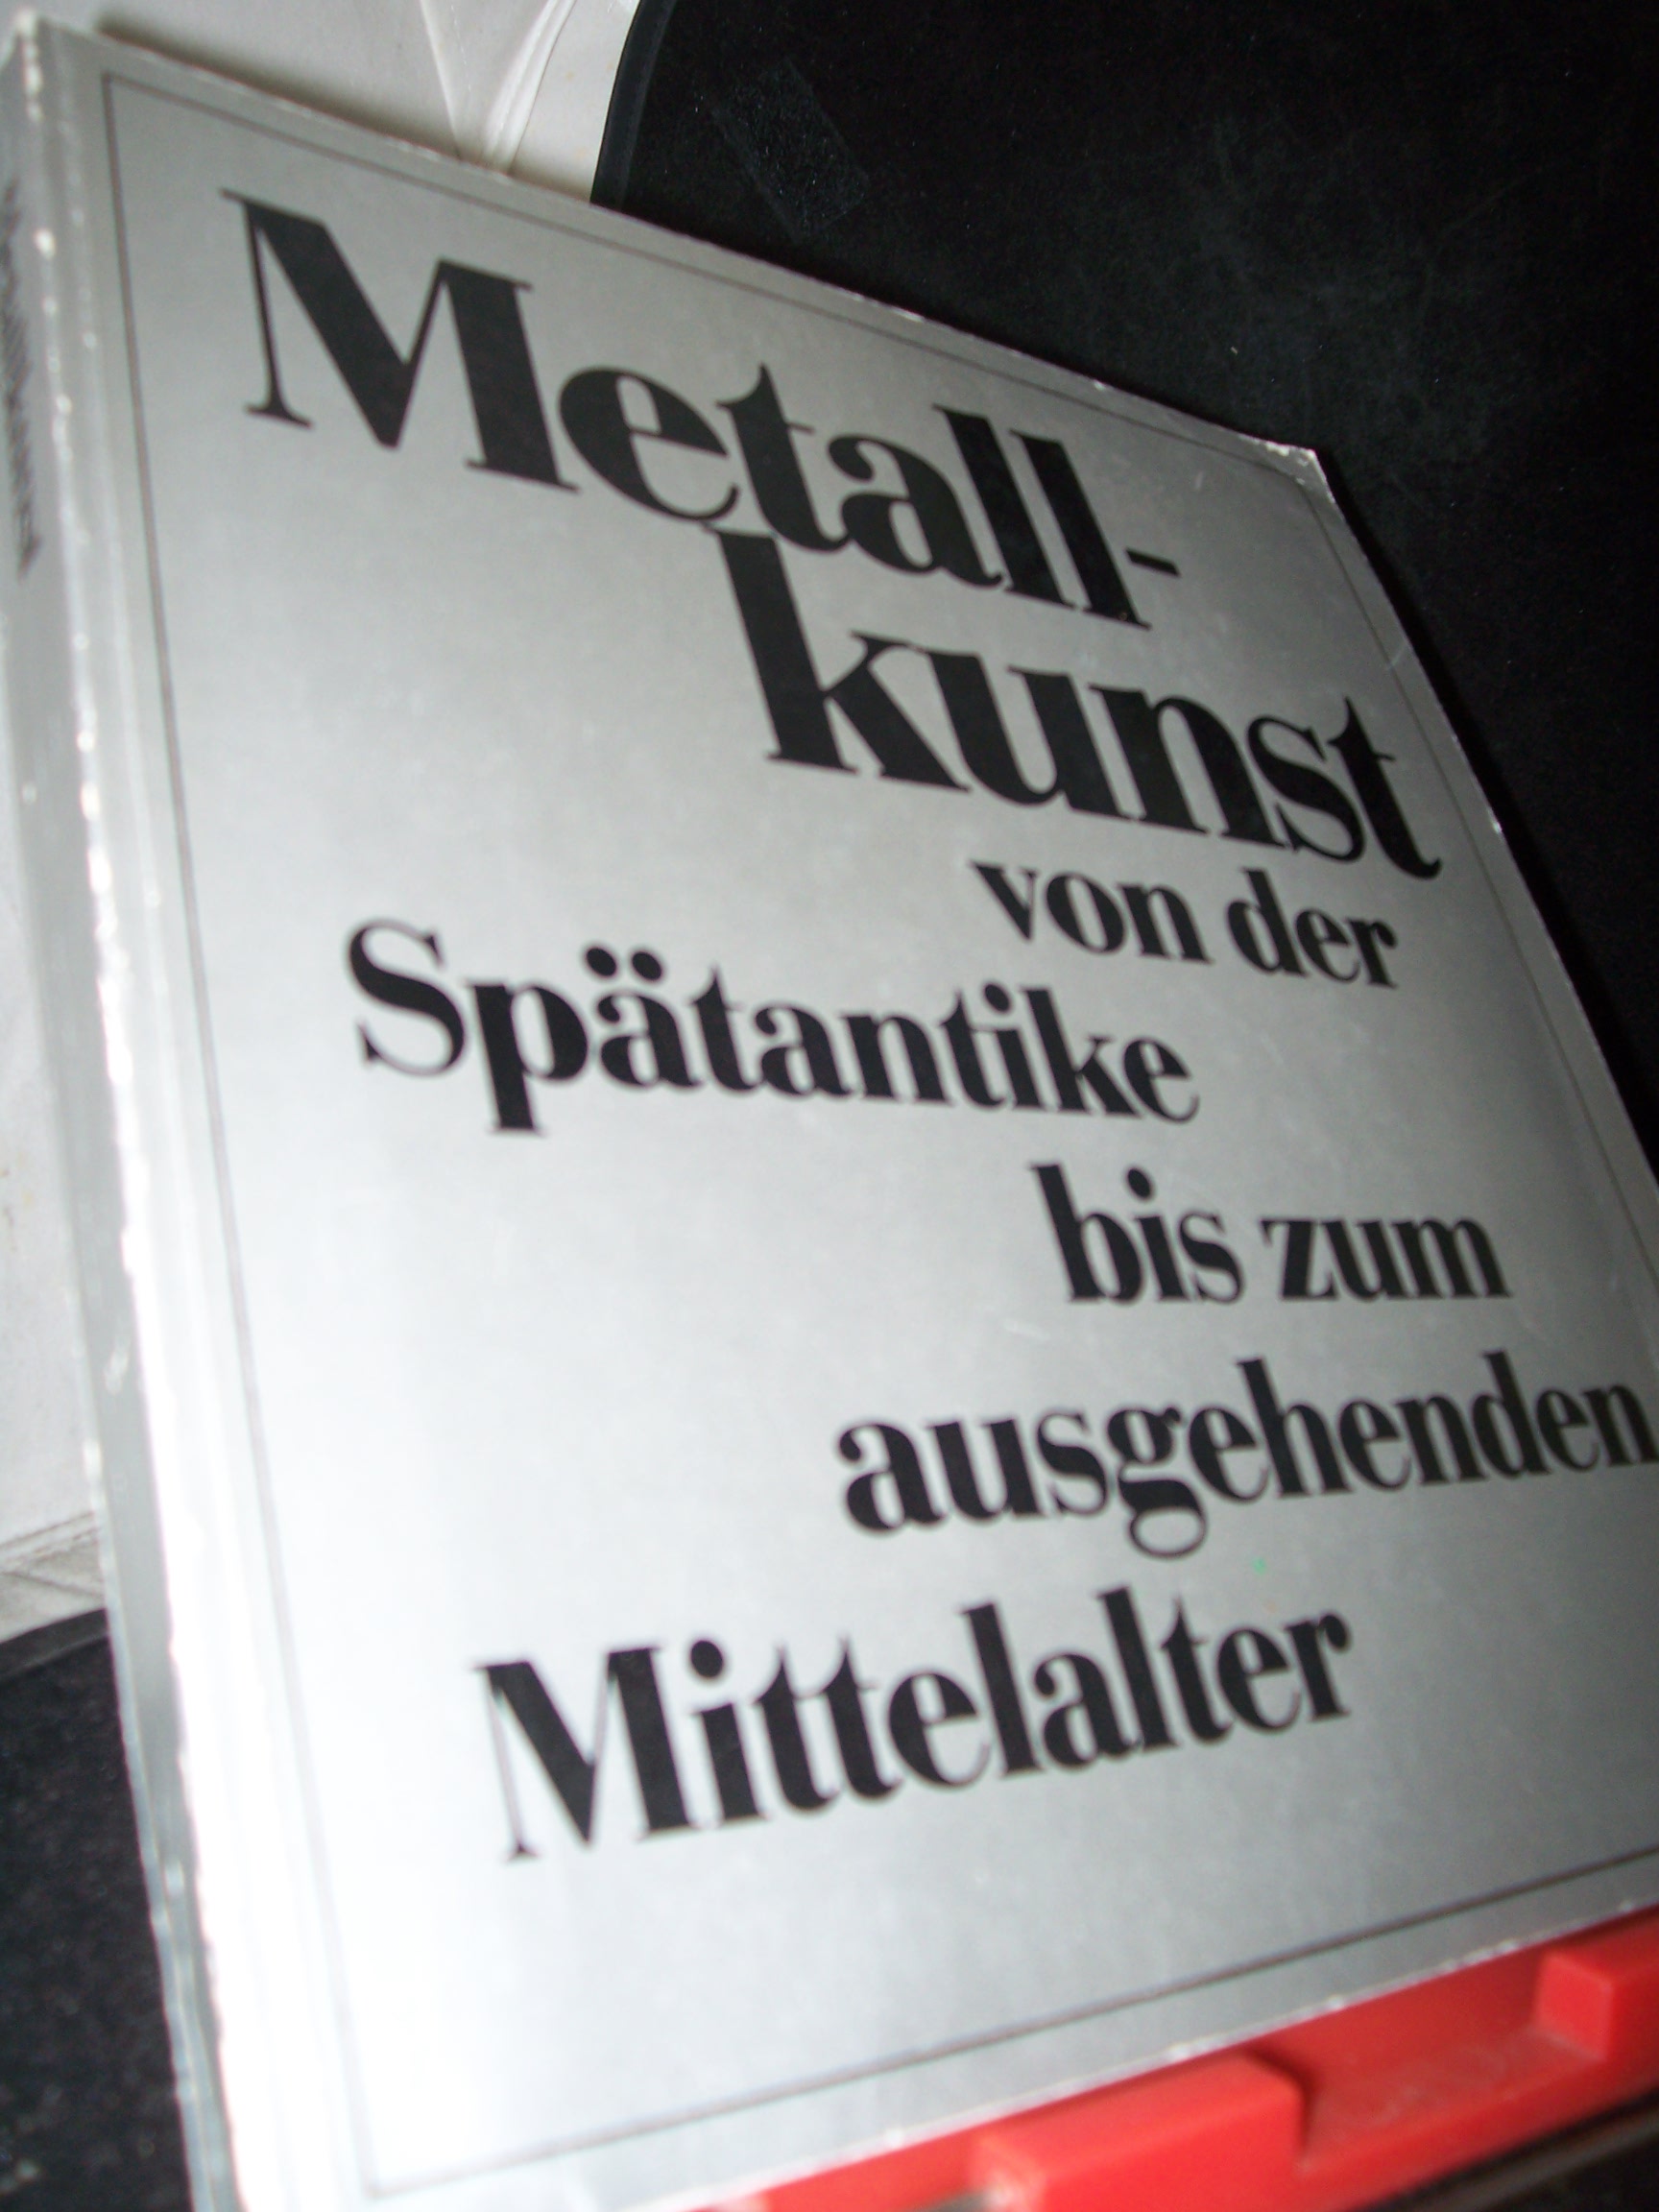 Metall-
kunst
von der
Spätantike
bis zum
ausgehenden
Mittelalter